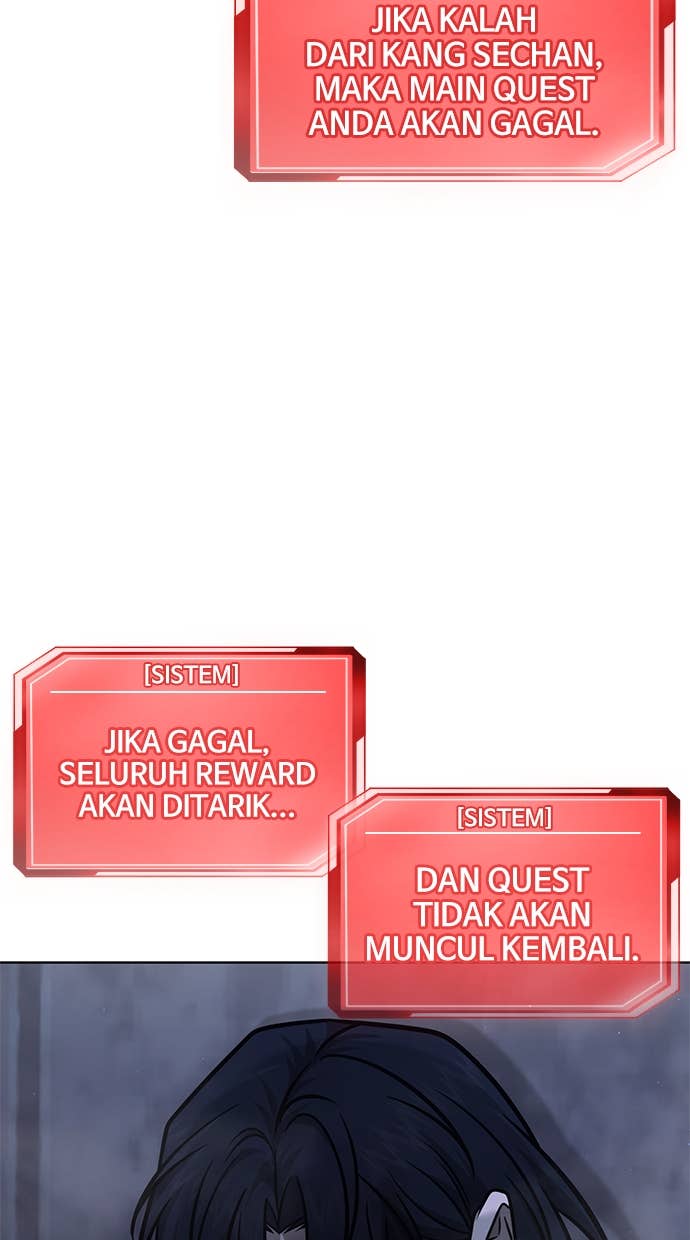 JIKA KALAH
DARI KANG SECHAN,
MAKA MAIN QUEST
ANDA AKAN GAGAL.
[SISTEM]
JIKA GAGAL,
SELURUH REWARD
AKAN DITARIK...
[SISTEM]
DAN QUEST
TIDAK AKAN
MUNCUL KEMBALI.